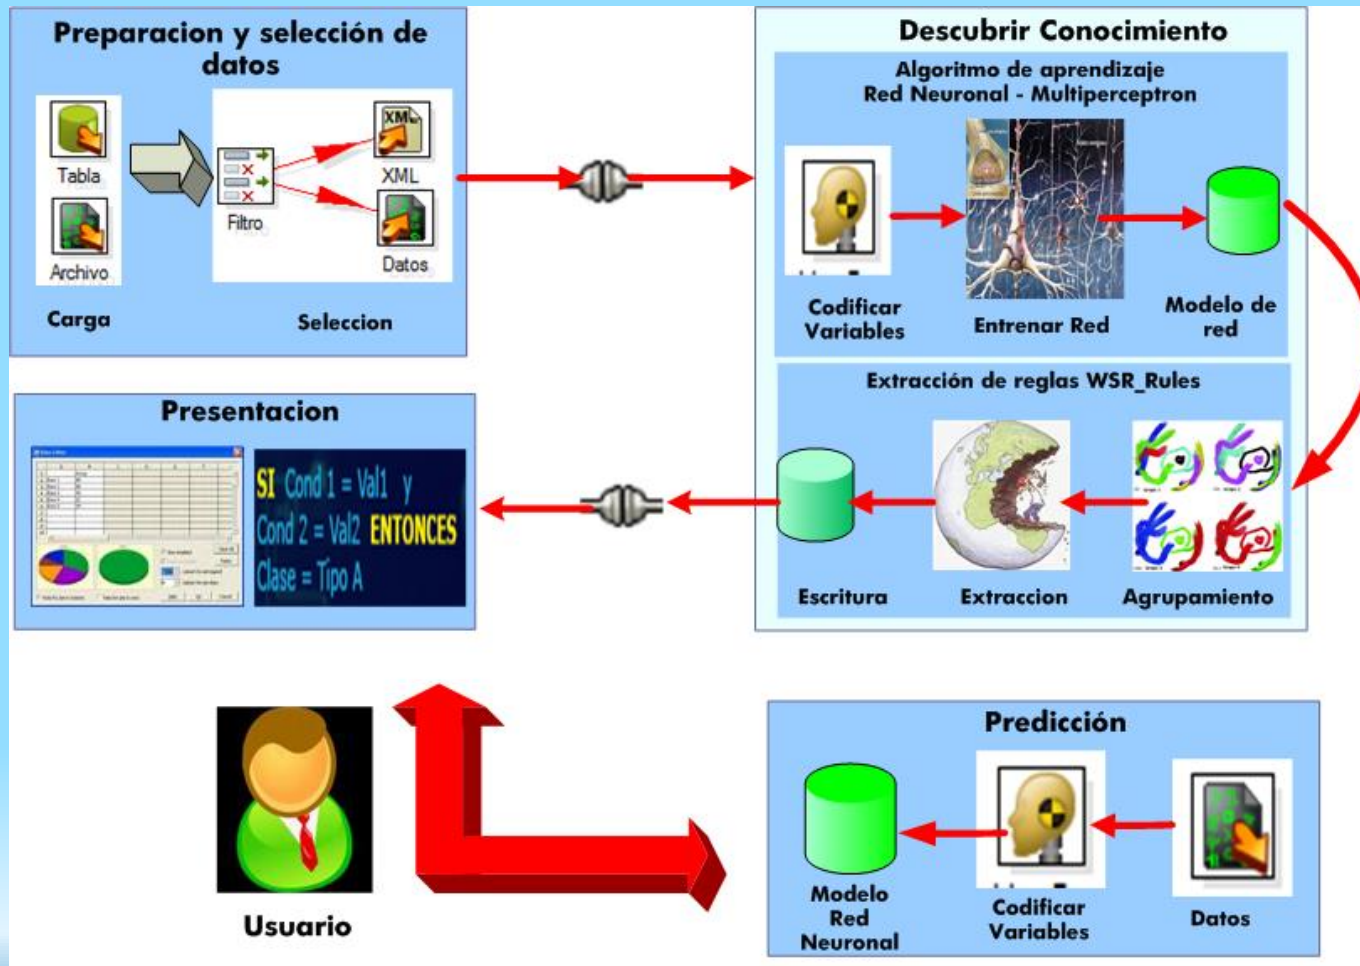 Preparacion y selección de
datos
Tabla
Archivo
Carga
Filtro
XML
XML
Datos
Seleccion
Descubrir Conocimiento
Algoritmo de aprendizaje
Red Neuronal - Multiperceptron
Codificar
Variables
Entrenar Red
Modelo de
red
Extracción de reglas WSR_Rules
Escritura
Extraccion
Agrupamiento
Presentacion
SI Cond 1 = Val1 y
Cond 2 = Val2 ENTONCES
Clase = Tipo A
Usuario
Predicción
Modelo
Red
Neuronal
Codificar
Variables
Datos